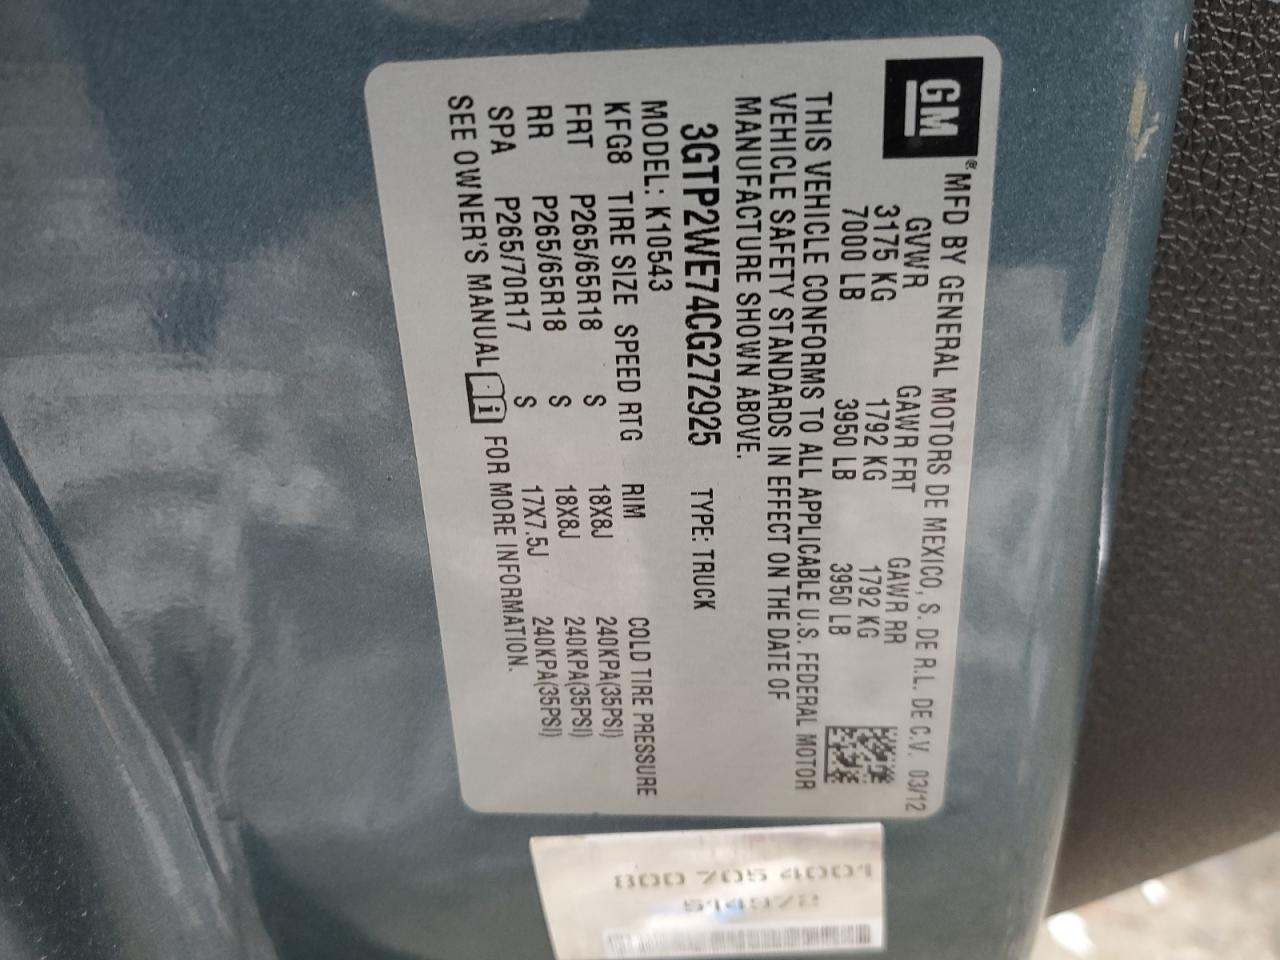 GM
® MFD BY GENERAL MOTORS DE MEXICO, S. DE R.L. DE C.V. 03/12
GVWR GAWR FRT GAWR RR
3175 KG 1792 KG 1792 KG
7000 LB 3950 LB 3950 LB
THIS VEHICLE CONFORMS TO ALL APPLICABLE U.S. FEDERAL MOTOR
VEHICLE SAFETY STANDARDS IN EFFECT ON THE DATE OF
MANUFACTURE SHOWN ABOVE.
3GTP2WE74CG272925 TYPE: TRUCK
MODEL: K10543
KFG8 TIRE SIZE SPEED RTG RIM COLD TIRE PRESSURE
FRT P265/65R18 S 18X8J 240KPA(35PSI)
RR P265/65R18 S 18X8J 240KPA(35PSI)
SPA P265/70R17 S 17X7.5J 240KPA(35PSI)
SEE OWNER'S MANUAL FOR MORE INFORMATION.
800 705 4001
514972